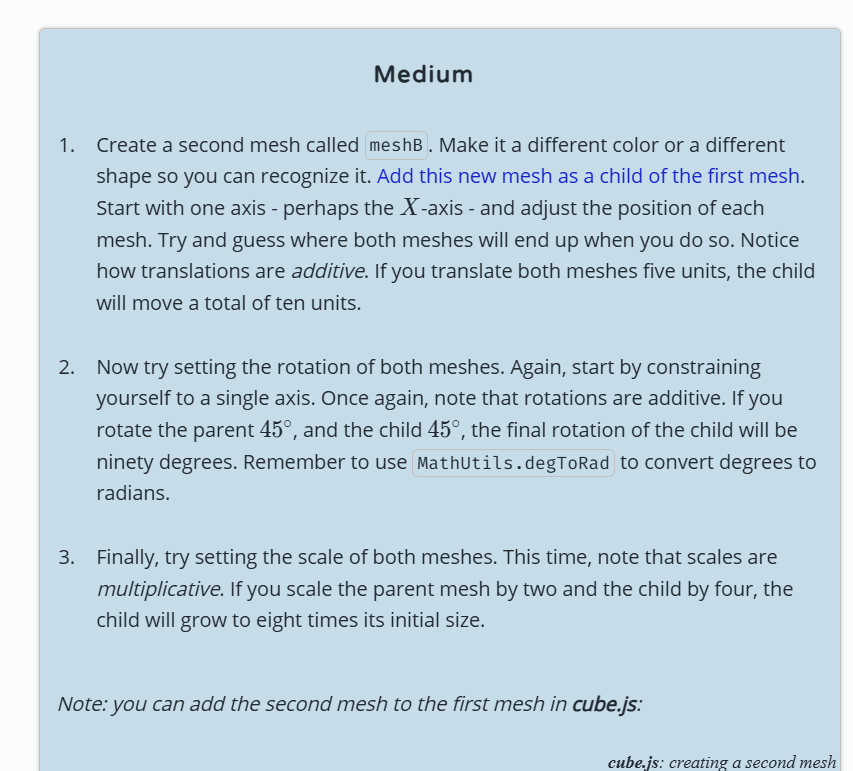 Medium
1. Create a second mesh called meshB. Make it a different color or a different
shape so you can recognize it. Add this new mesh as a child of the first mesh.
Start with one axis - perhaps the X-axis - and adjust the position of each
mesh. Try and guess where both meshes will end up when you do so. Notice
how translations are additive. If you translate both meshes five units, the child
will move a total of ten units.
2. Now try setting the rotation of both meshes. Again, start by constraining
yourself to a single axis. Once again, note that rotations are additive. If you
rotate the parent 45°, and the child 45°, the final rotation of the child will be
ninety degrees. Remember to use MathUtils.degToRad to convert degrees to
radians.
3. Finally, try setting the scale of both meshes. This time, note that scales are
multiplicative. If you scale the parent mesh by two and the child by four, the
child will grow to eight times its initial size.
Note: you can add the second mesh to the first mesh in cube.js:
cube.js: creating a second mesh